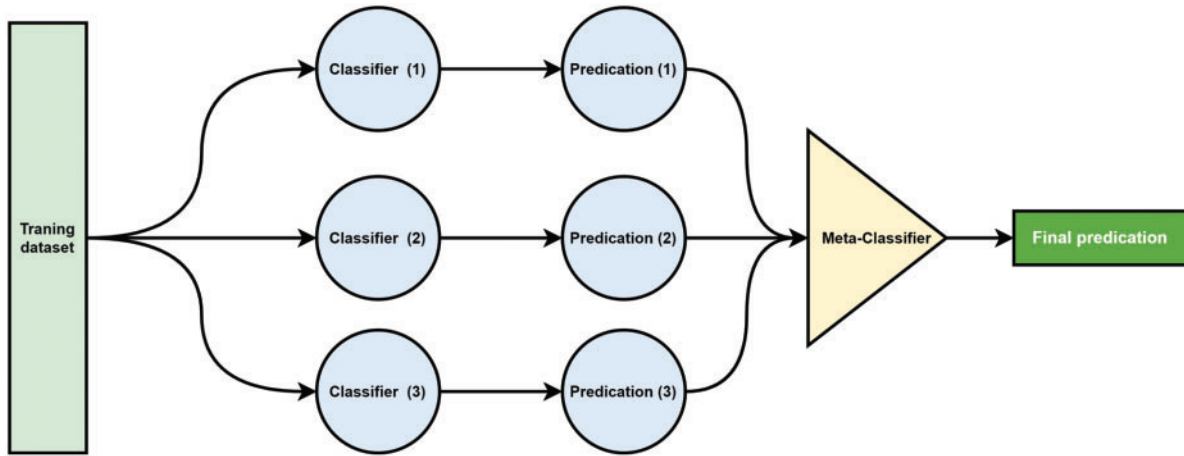 Traning
dataset
Classifier (1)
Predication (1)
Classifier (2)
Predication (2)
Classifier (3)
Predication (3)
Meta-Classifier
Final predication